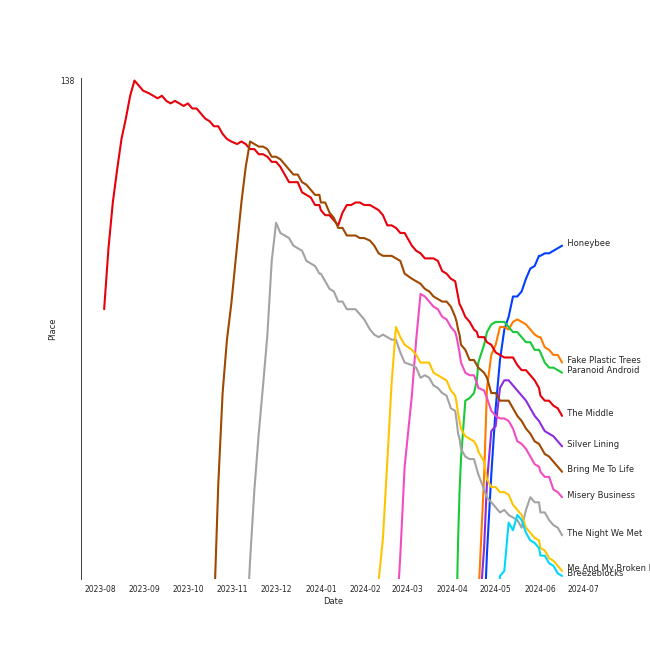 138
Place
Honeybee
Fake Plastic Trees
Paranoid Android
The Middle
Silver Lining
Bring Me To Life
Misery Business
The Night We Met
Me And My Broken
Breezeblocks
2023-08 2023-09 2023-10 2023-11 2023-12 2024-01 2024-02 2024-03 2024-04 2024-05 2024-06 2024-07
Date